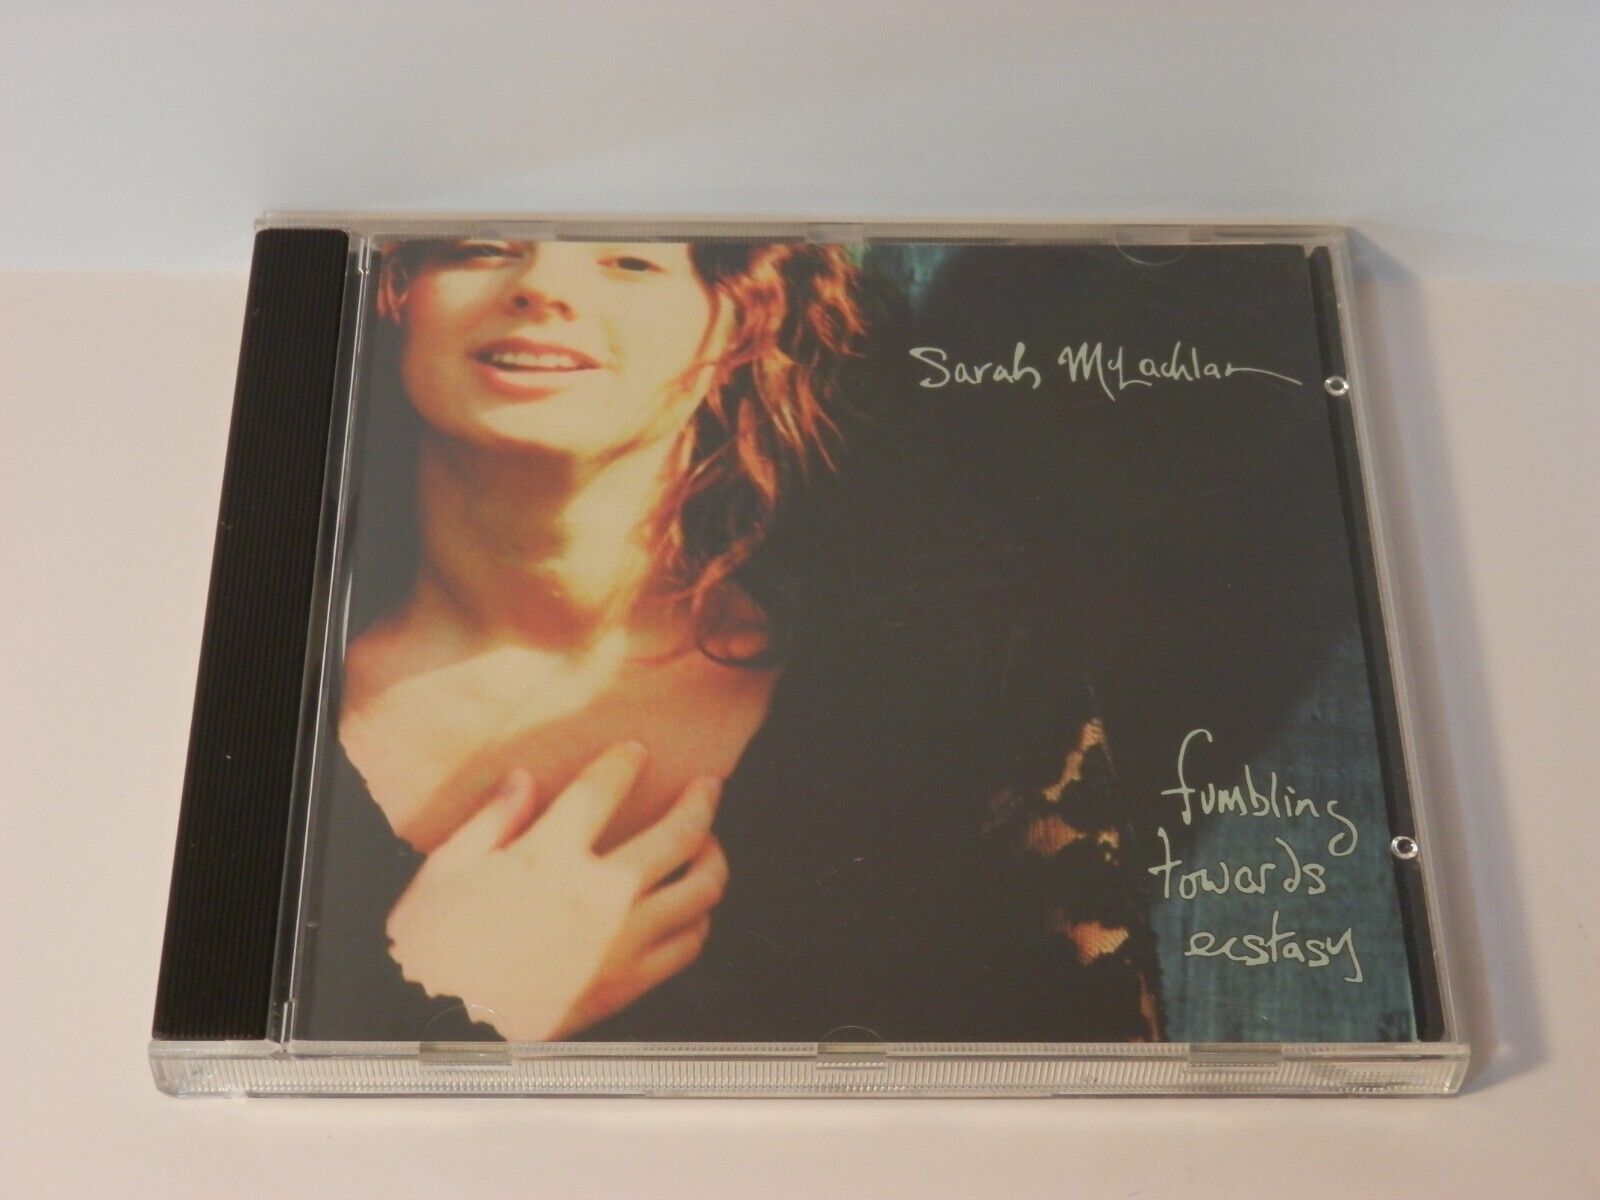 Sarah McLachlan
fumbling
towards
ecstasy